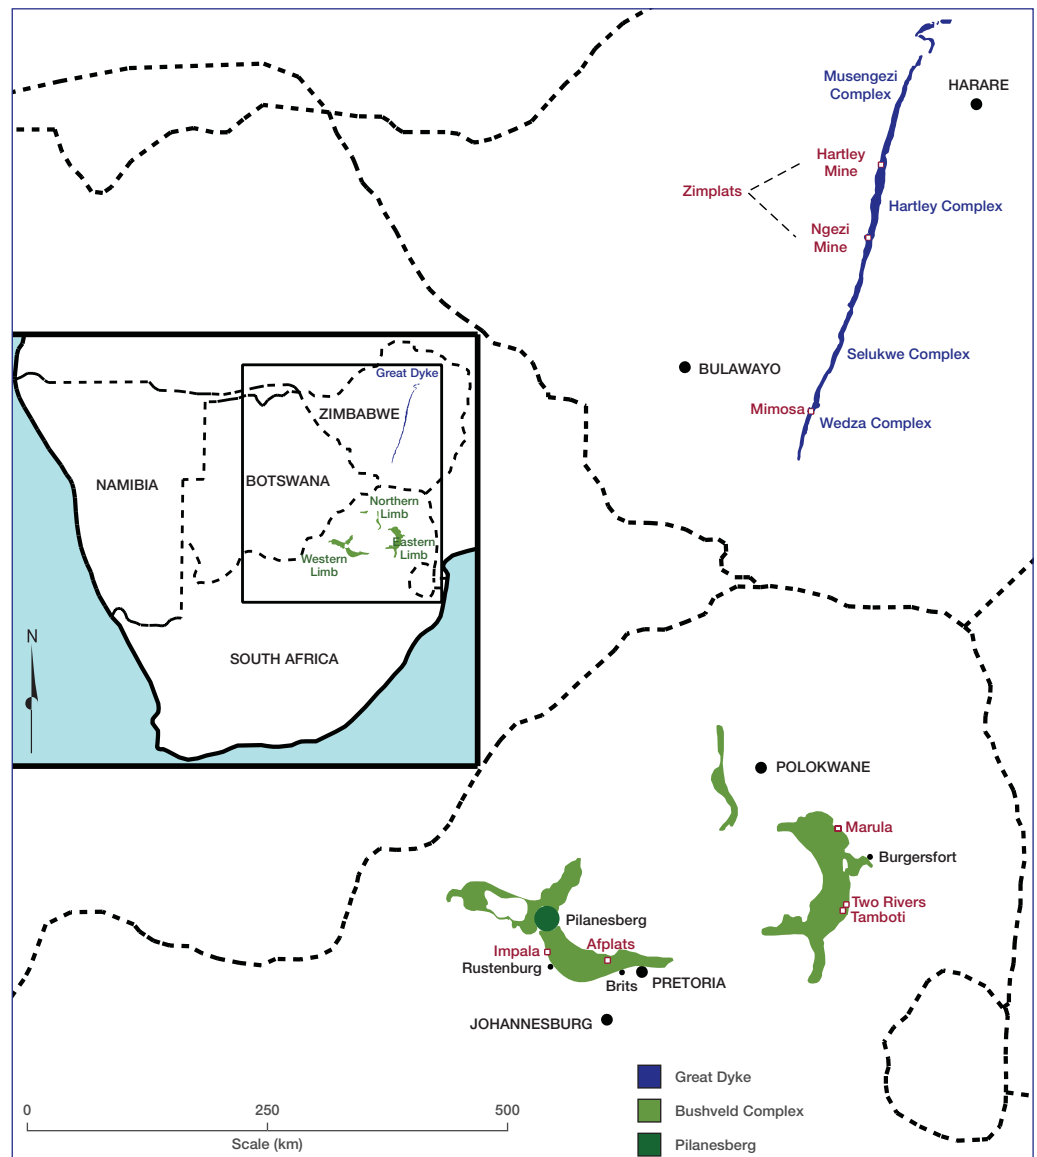 Musengezi
Complex
HARARE
Hartley
Mine
Zimplats
Hartley Complex
Ngezi
Mine
Selukwe Complex
BULAWAYO
Mimosa
Wedza Complex
Great Dyke
ZIMBABWE
NAMIBIA
BOTSWANA
Northern
Limb
Eastern
Limb
Western
Limb
N
SOUTH AFRICA
POLOKWANE
Marula
Burgersfort
Two Rivers
Tamboti
Pilanesberg
Impala
Afplats
Rustenburg
Brits
PRETORIA
JOHANNESBURG
Great Dyke
Bushveld Complex
Pilanesberg
0 250 500
Scale (km)